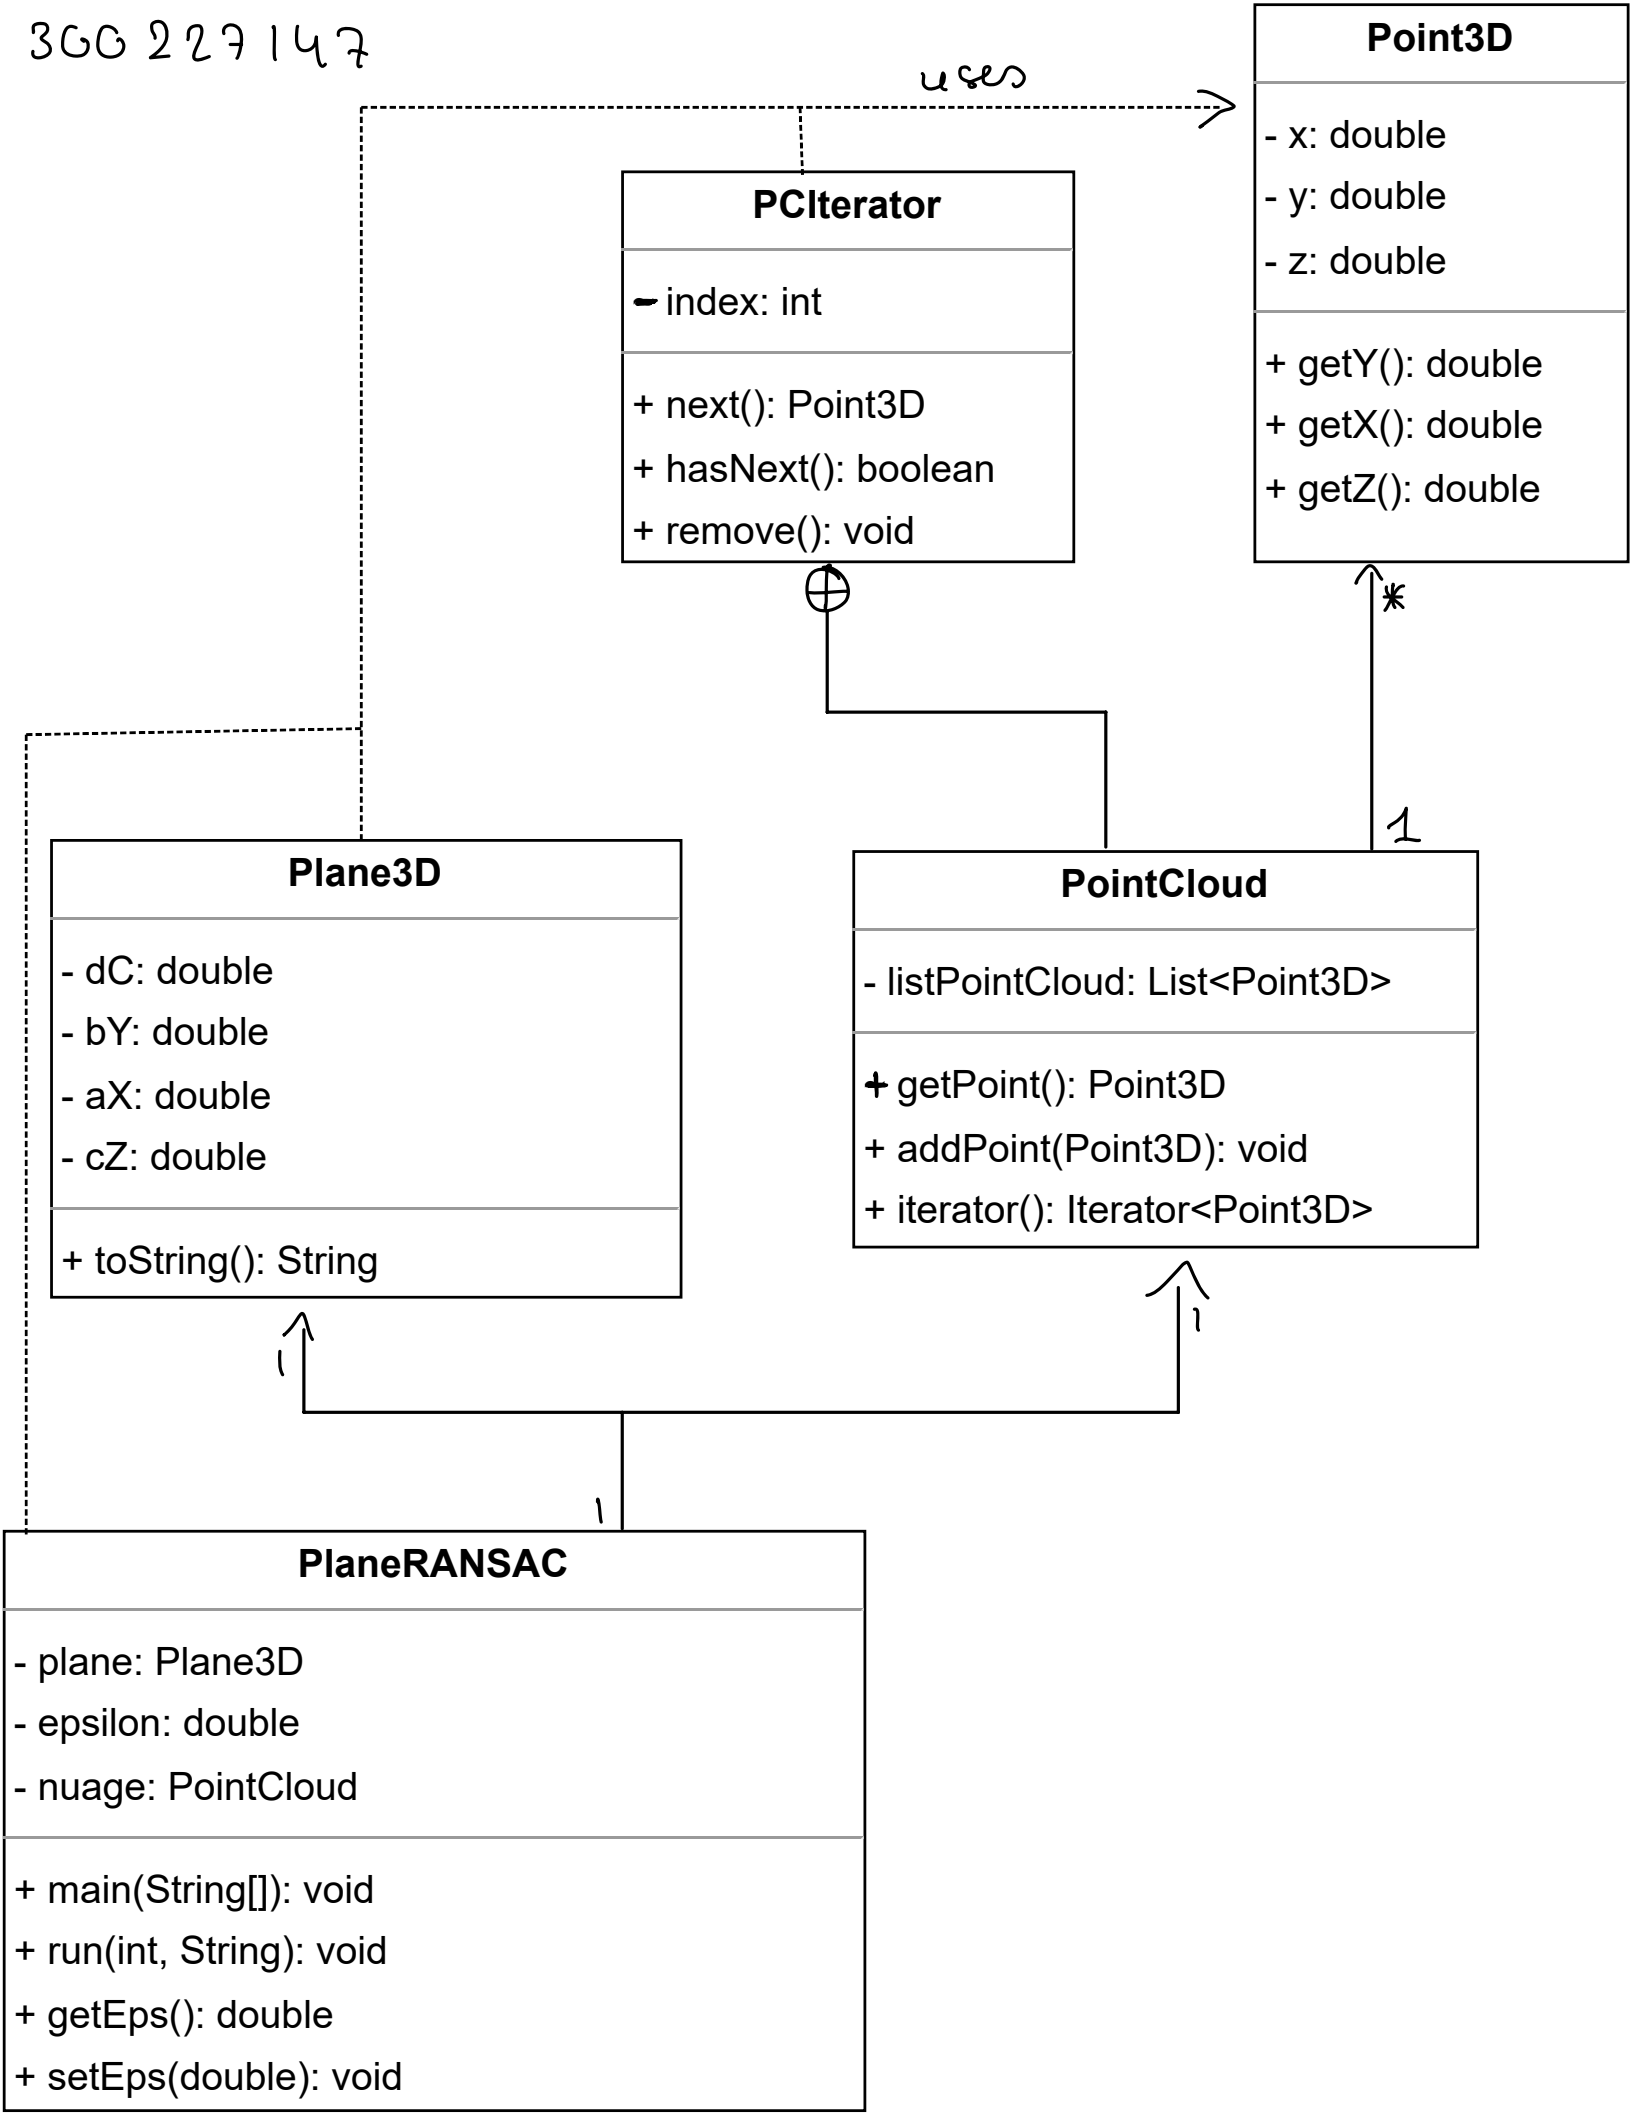 300227147
uses
Point3D
- x: double
- y: double
- z: double
+ getY(): double
+ getX(): double
+ getZ(): double
PCIterator
- index: int
+ next(): Point3D
+ hasNext(): boolean
+ remove(): void
*
1
Plane3D
- dC: double
- bY: double
- aX: double
- cZ: double
+ toString(): String
PointCloud
- listPointCloud: List<Point3D>
+ getPoint(): Point3D
+ addPoint(Point3D): void
+ iterator(): Iterator<Point3D>
1
1
1
PlaneRANSAC
- plane: Plane3D
- epsilon: double
- nuage: PointCloud
+ main(String[]): void
+ run(int, String): void
+ getEps(): double
+ setEps(double): void